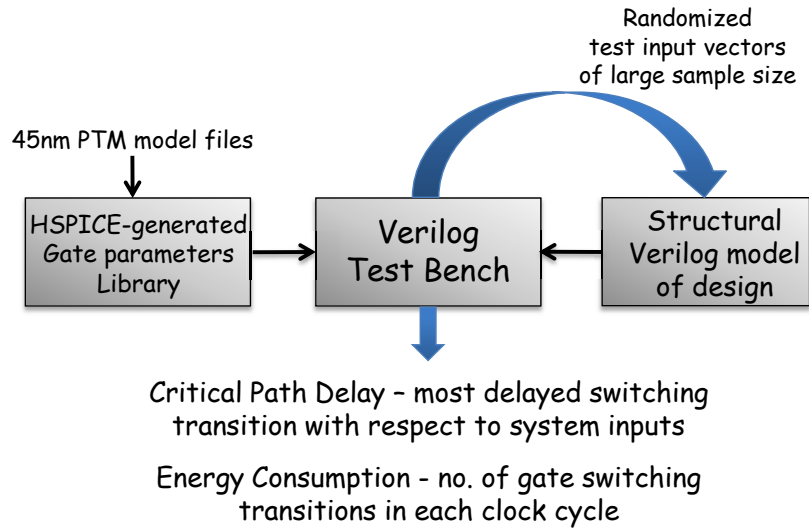 Randomized
test input vectors
of large sample size
45nm PTM model files
HSPICE-generated
Gate parameters
Library
Verilog
Test Bench
Structural
Verilog model
of design
Critical Path Delay – most delayed switching
transition with respect to system inputs
Energy Consumption - no. of gate switching
transitions in each clock cycle